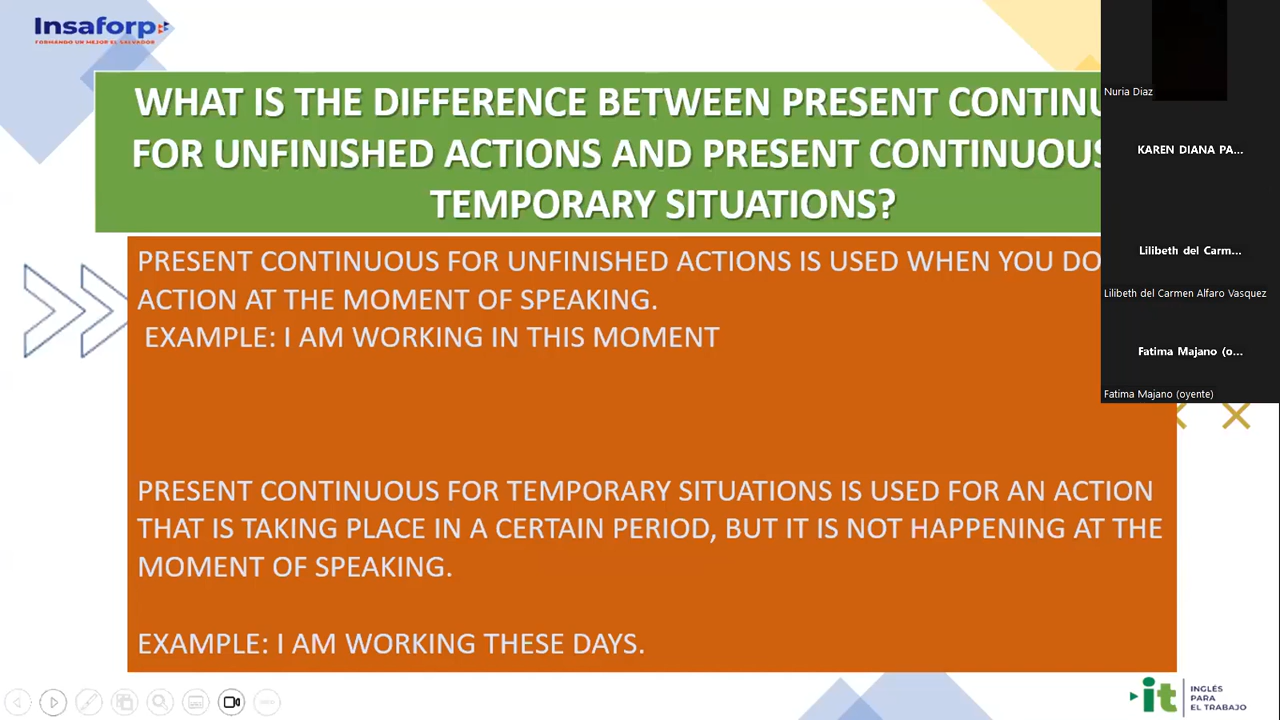 Insaforp
FORMANDO UN MEJOR EL SALVADOR
WHAT IS THE DIFFERENCE BETWEEN PRESENT CONTINU
FOR UNFINISHED ACTIONS AND PRESENT CONTINUOUS
TEMPORARY SITUATIONS?
PRESENT CONTINUOUS FOR UNFINISHED ACTIONS IS USED WHEN YOU DO
ACTION AT THE MOMENT OF SPEAKING.
EXAMPLE: I AM WORKING IN THIS MOMENT
PRESENT CONTINUOUS FOR TEMPORARY SITUATIONS IS USED FOR AN ACTION
THAT IS TAKING PLACE IN A CERTAIN PERIOD, BUT IT IS NOT HAPPENING AT THE
MOMENT OF SPEAKING.
EXAMPLE: I AM WORKING THESE DAYS.
Nuria Diaz
KAREN DIANA PA...
Lilibeth del Carm...
Lilibeth del Carmen Alfaro Vasquez
Fatima Majano (o...
Fatima Majano (oyente)
it
INGLÉS
PARA
EL TRABAJO